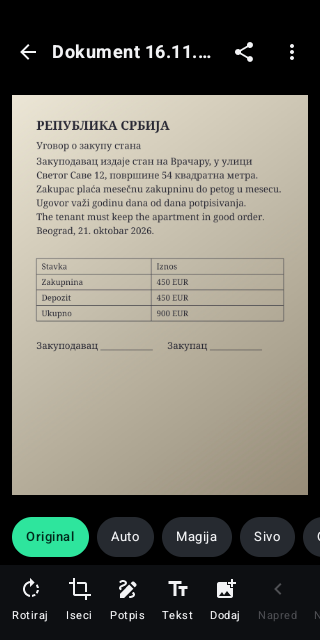 Dokument 16.11....
РЕПУБЛИКА СРБИЈА
Уговор о закупу стана
Закуподавац издаје стан на Врачару, у улици
Светог Саве 12, површине 54 квадратна метра.
Zakupac plaća mesečnu zakupninu do petog u mesecu.
Ugovor važi godinu dana od dana potpisivanja.
The tenant must keep the apartment in good order.
Beograd, 21. oktobar 2026.
Stavka Iznos
Zakupnina 450 EUR
Depozit 450 EUR
Ukupno 900 EUR
Закуподавац ___________ Закупац ___________
Original Auto Magija Sivo
Rotiraj Iseci Potpis Tekst Dodaj Napred